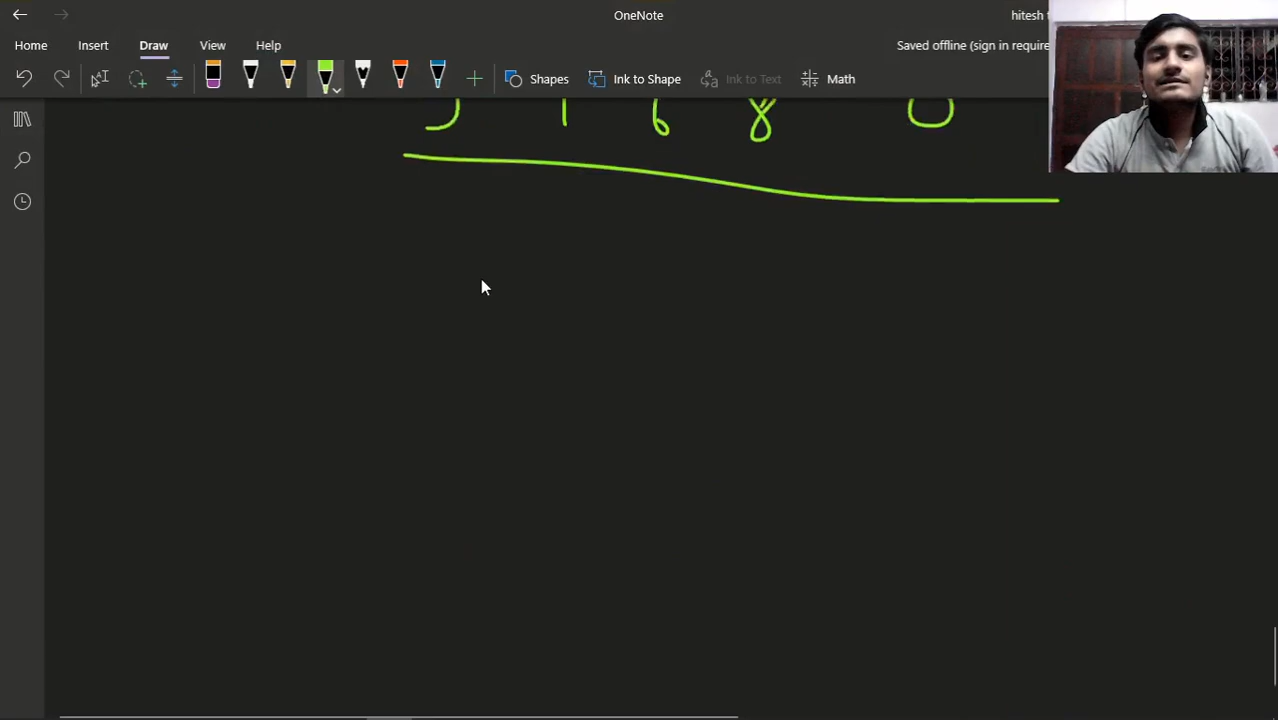 OneNote
hitesh
Home Insert Draw View Help
Saved offline (sign in require
Shapes Ink to Shape Ink to Text Math
1 6 8 0